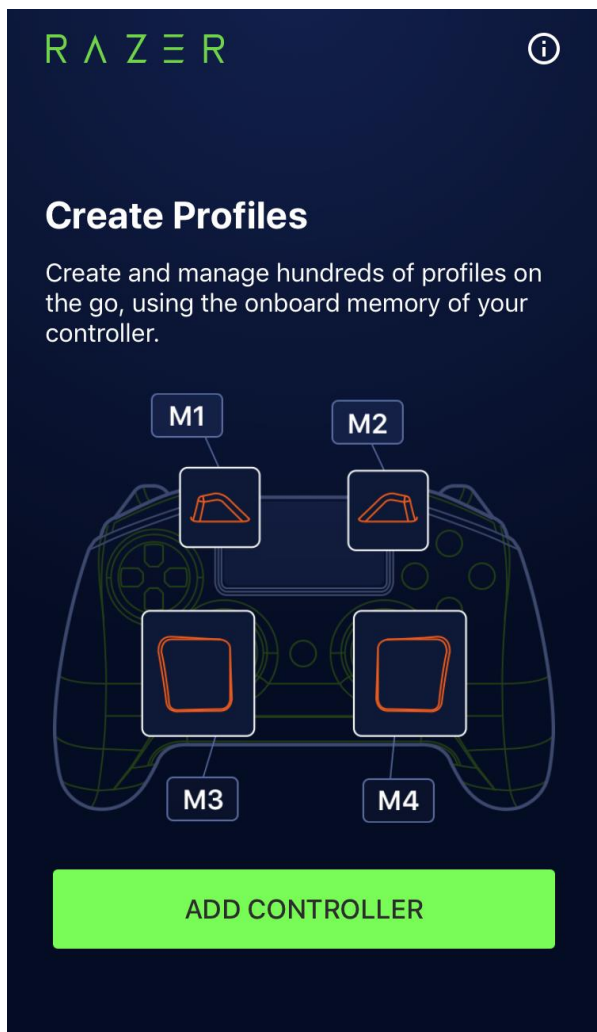 RAZER
Create Profiles
Create and manage hundreds of profiles on
the go, using the onboard memory of your
controller.
M1
M2
M3
M4
ADD CONTROLLER